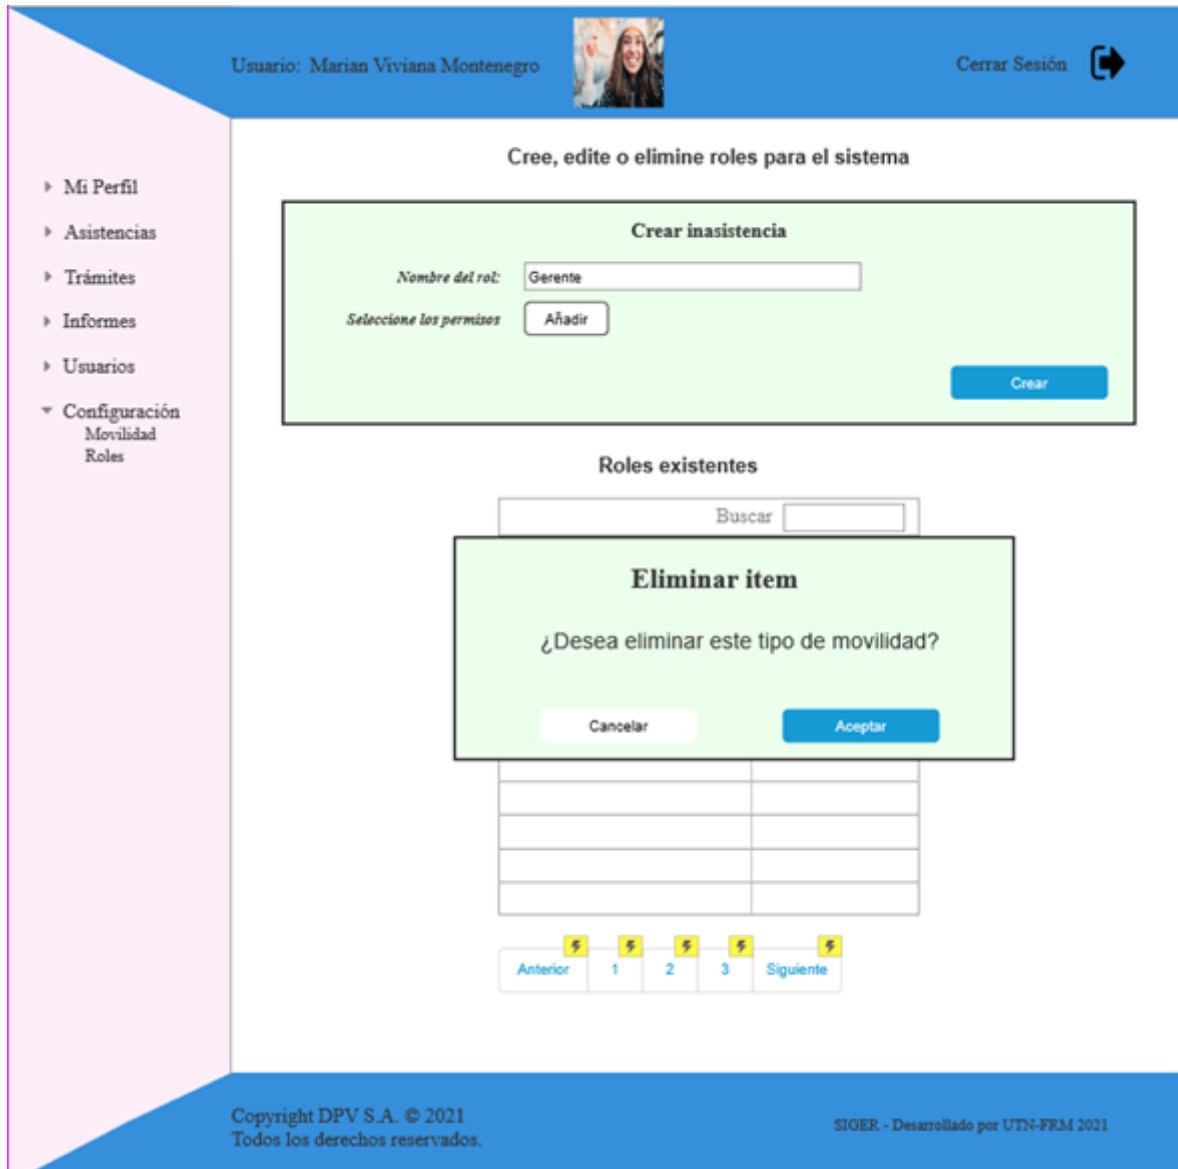 Usuario: Marian Viviana Montenegro
Cerrar Sesión
Mi Perfil
Asistencias
Trámites
Informes
Usuarios
Configuración
Movilidad
Roles
Cree, edite o elimine roles para el sistema
Crear inasistencia
Nombre del rol:
Gerente
Seleccione los permisos
Añadir
Crear
Roles existentes
Buscar
Eliminar item
¿Desea eliminar este tipo de movilidad?
Cancelar
Aceptar
Anterior
1
2
3
Siguiente
Copyright DPV S.A. © 2021
Todos los derechos reservados.
SIGER - Desarrollado por UTN-FRM 2021